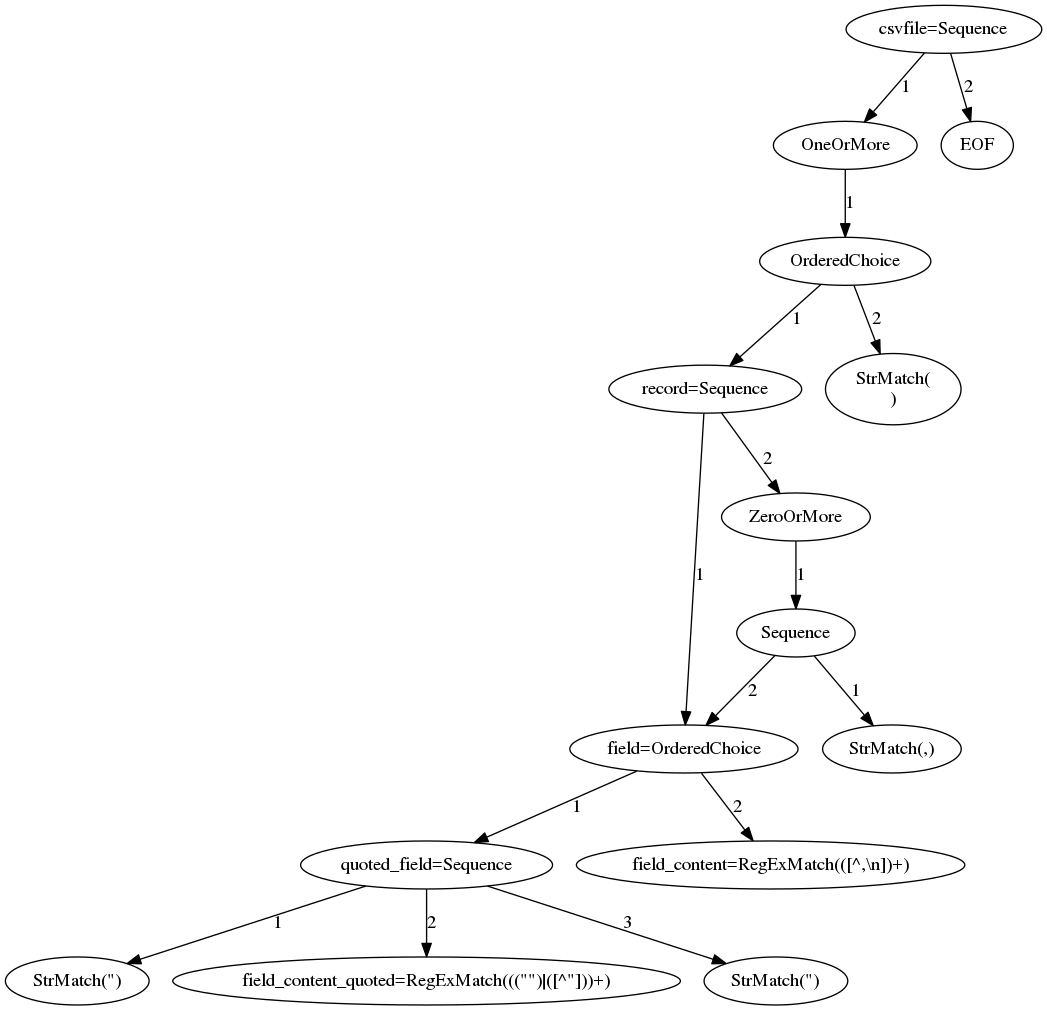 csvfile=Sequence
1
2
OneOrMore
EOF
1
OrderedChoice
1
2
record=Sequence
StrMatch(
)
2
ZeroOrMore
1
1
Sequence
2
1
field=OrderedChoice
StrMatch(,)
1
2
quoted_field=Sequence
field_content=RegExMatch(([^,\n])+)
1
2
3
StrMatch(")
field_content_quoted=RegExMatch((("")|([^"]))+)
StrMatch(")